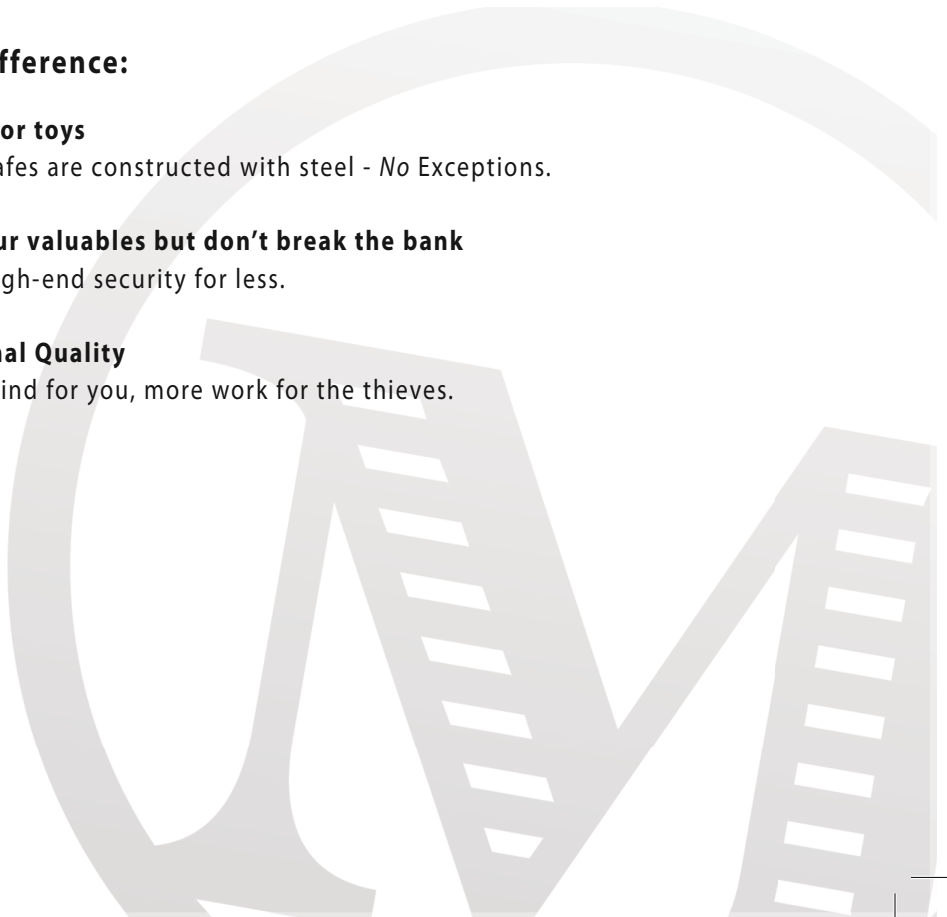 fference:
or toys
afes are constructed with steel - No Exceptions.
ur valuables but don’t break the bank
gh-end security for less.
nal Quality
ind for you, more work for the thieves.